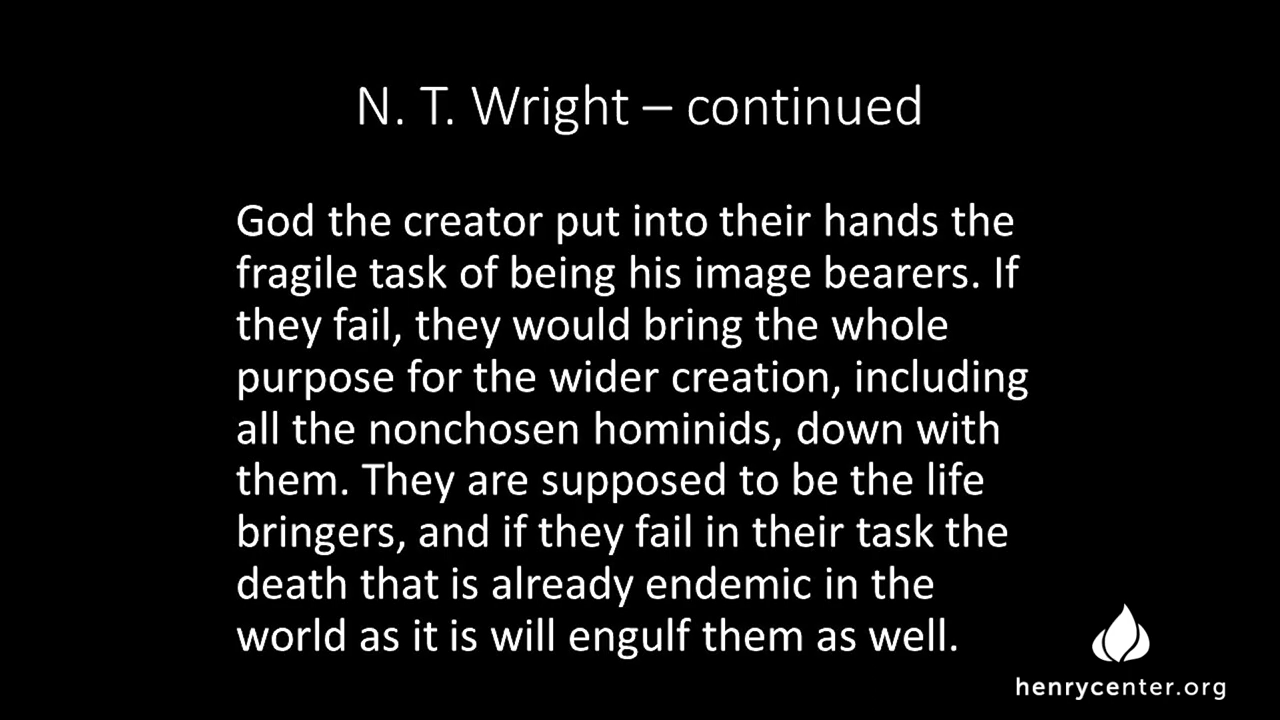 N. T. Wright – continued
God the creator put into their hands the
fragile task of being his image bearers. If
they fail, they would bring the whole
purpose for the wider creation, including
all the nonchosen hominids, down with
them. They are supposed to be the life
bringers, and if they fail in their task the
death that is already endemic in the
world as it is will engulf them as well.
henrycenter.org